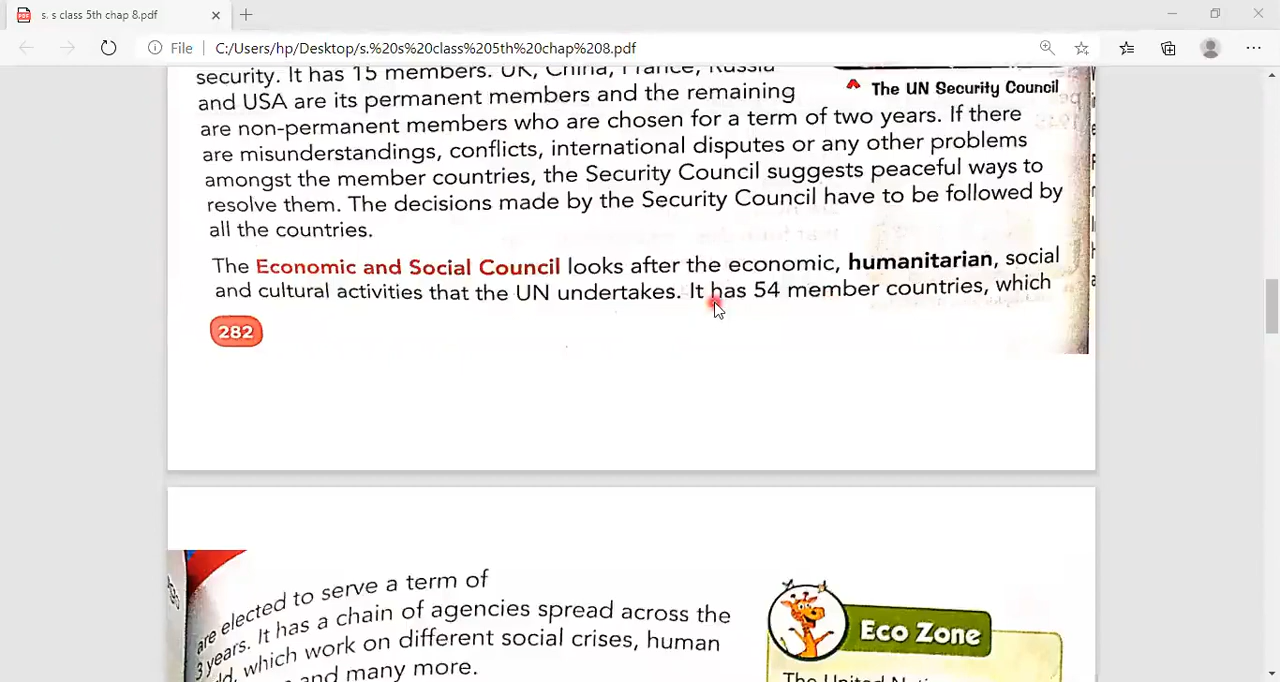 s. s class 5th chap 8.pdf
File
C:/Users/hp/Desktop/s.%20s%20class%205th%20chap%208.pdf
security. It has 15 members. UK, China, France, Russia
and USA are its permanent members and the remaining
The UN Security Council
are non-permanent members who are chosen for a term of two years. If there
are misunderstandings, conflicts, international disputes or any other problems
amongst the member countries, the Security Council suggests peaceful ways to
resolve them. The decisions made by the Security Council have to be followed by
all the countries.
The Economic and Social Council looks after the economic, humanitarian, social
and cultural activities that the UN undertakes. It has 54 member countries, which
282
are elected to serve a term of
3 years. It has a chain of agencies spread across the
which work on different social crises, human
and many more.
Eco Zone
The United